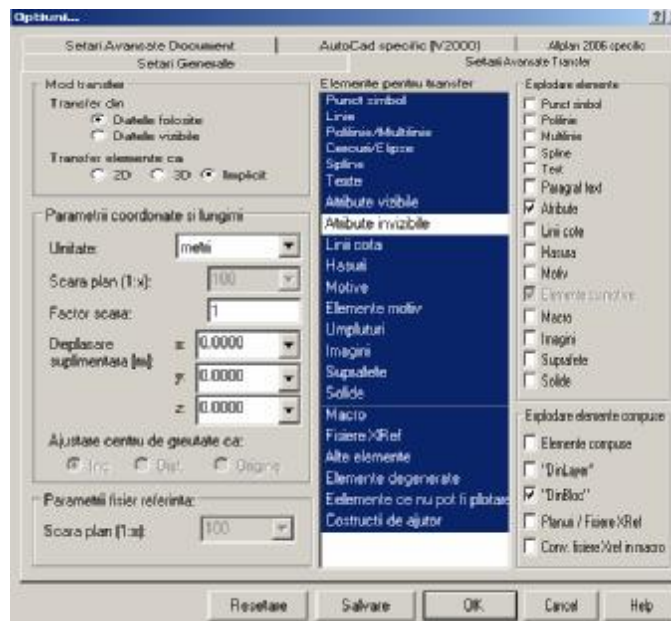 Optiuni...
Setari Avansate Document
AutoCad specific (V2000)
Allplan 2006 specific
Setari Generale
Setari Avansate Transfer
Mod transfer
Transfer din
Datele folosite
Datele vizibile
Transfer elemente ca
2D
3D
Implicit
Parametrii coordonate si lungimi
Unitate:
metri
Scara plan (1:x):
100
Factor scara:
1
Deplasare
suplimentara [m]:
x:
0.0000
y:
0.0000
z:
0.0000
Ajustare centru de greutate ca:
Inc.
Dist.
Origine
Parametrii fisier referinta:
Scara plan (1:x):
100
Elemente pentru transfer
Punct simbol
Linie
Polilinie/Multilinie
Cercuri/Elipse
Spline
Texte
Atribute vizibile
Atribute invizibile
Linii cota
Hasuri
Motive
Elemente motiv
Umpluturi
Imagini
Suprafete
Solide
Macro
Fisiere XRef
Alte elemente
Elemente degenerate
Eelemente ce nu pot fi plotare
Costructii de ajutor
Explodare elemente
Punct simbol
Polilinie
Multilinie
Spline
Text
Paragraf text
Atribute
Linii cote
Hasura
Motiv
Elemente
Macro
Imagini
Suprafete
Solide
Explodare elemente compuse
Elemente compuse
"DinLayer"
"DinBloc"
Planuri / Fisiere XRef
Conv. fisiere Xref in macro
Resetare
Salvare
OK
Cancel
Help